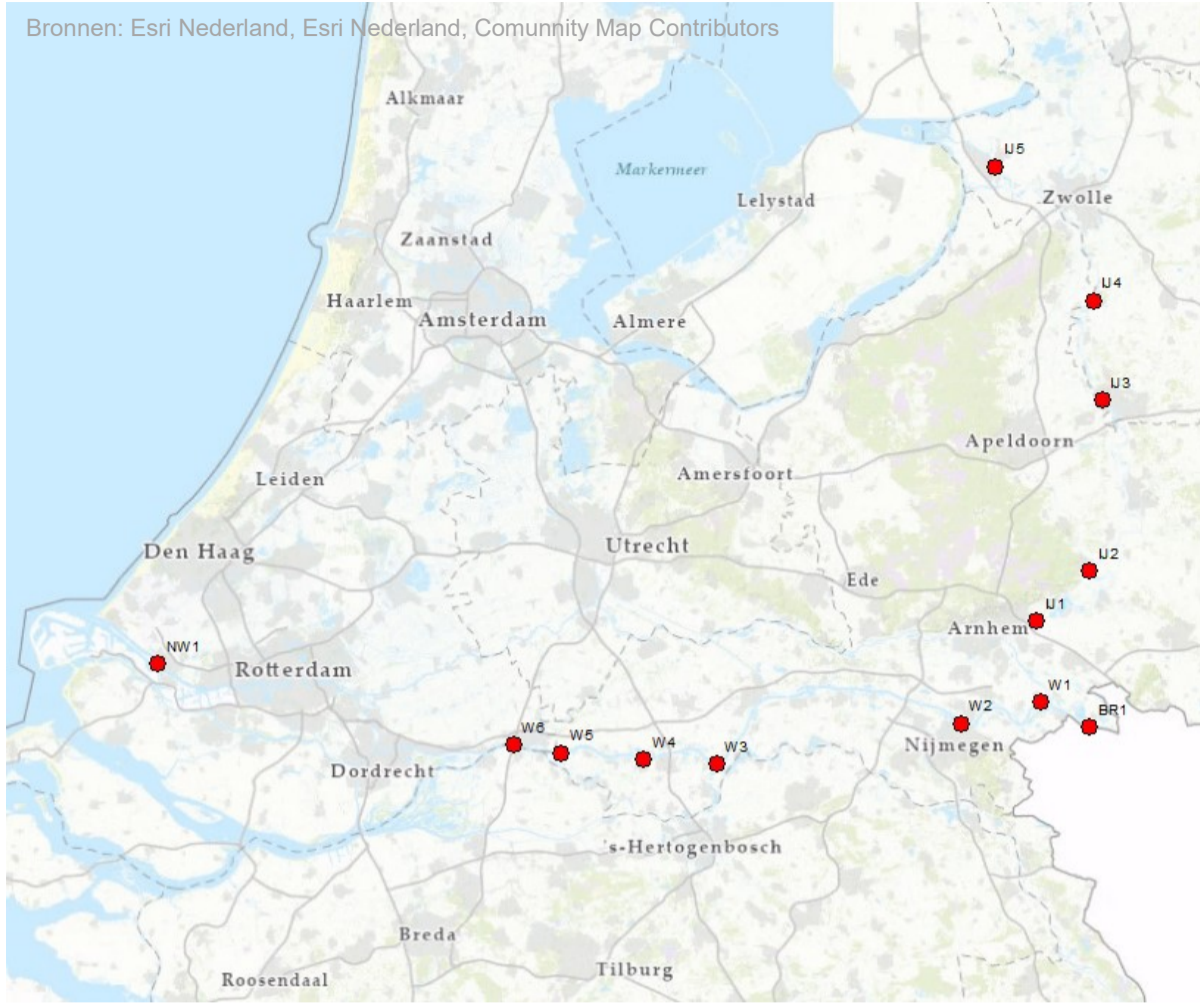 Bronnen: Esri Nederland, Esri Nederland, Comunnity Map Contributors
Alkmaar
IJ5
Markermeer
Lelystad
Zwolle
Zaanstad
IJ4
Haarlem
Amsterdam
Almere
IJ3
Apeldoorn
Leiden
Amersfoort
Den Haag
Utrecht
IJ2
Ede
IJ1
Arnhem
NW1
Rotterdam
W1
W2
BR1
W6
W5
W4
W3
Nijmegen
Dordrecht
's-Hertogenbosch
Breda
Tilburg
Roosendaal